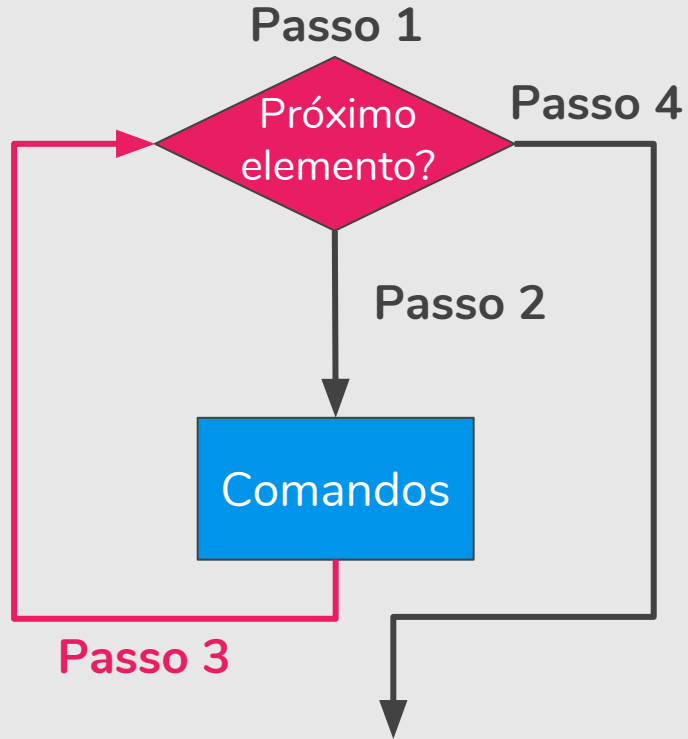 Passo 1
Próximo
elemento?
Passo 4
Passo 2
Comandos
Passo 3